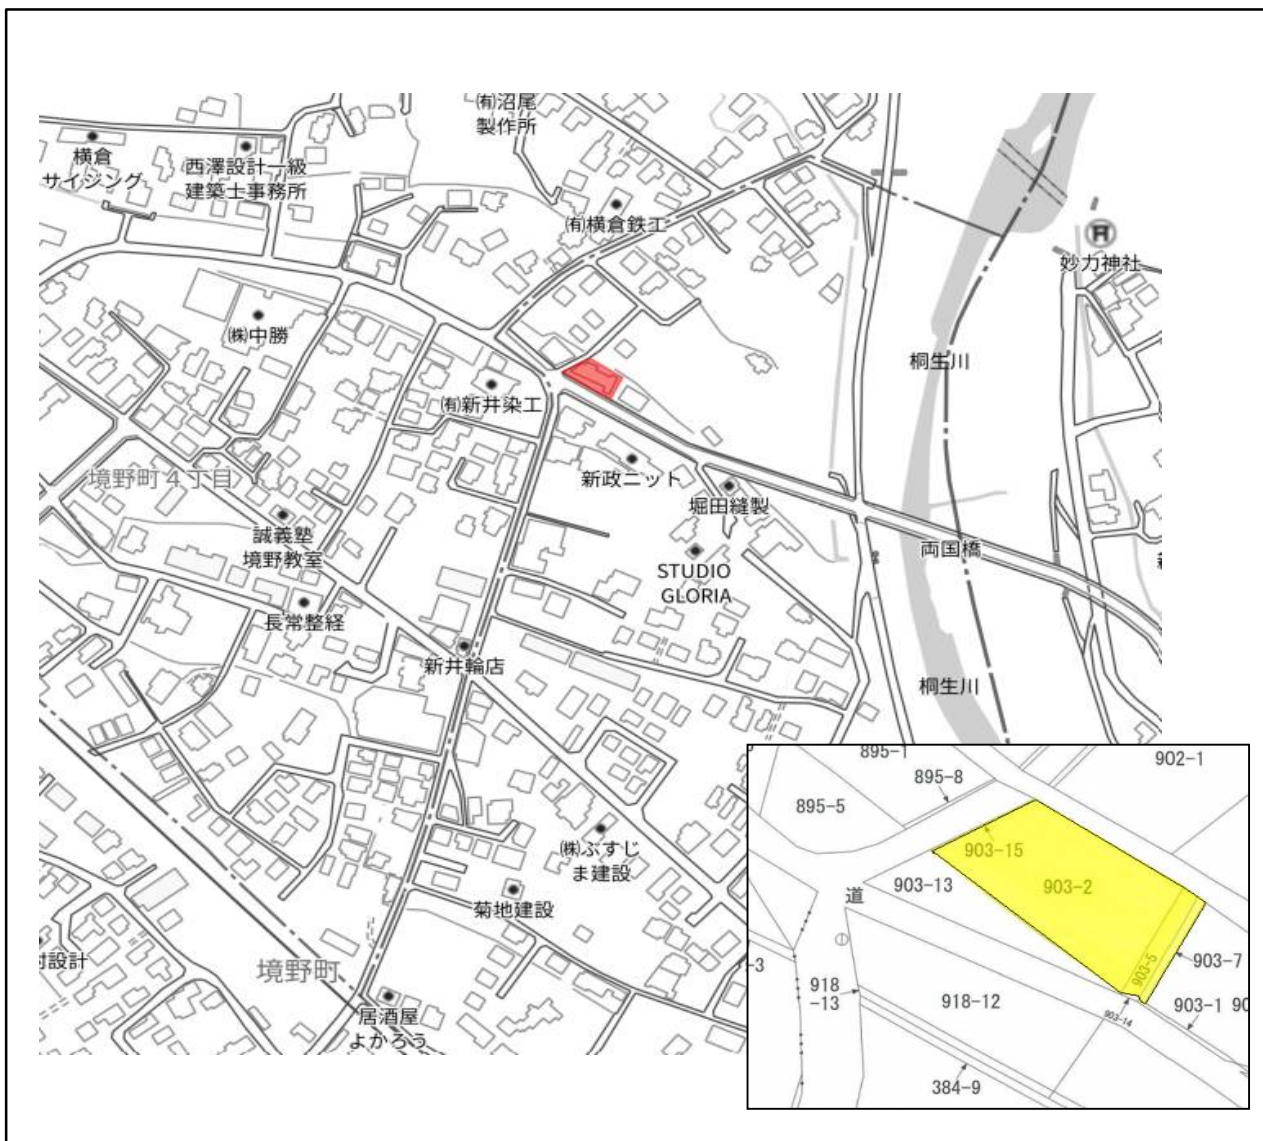 ㈲沼尾
製作所
横倉
サイジング
西澤設計一級
建築士事務所
㈲横倉鉄工
妙力神社
㈱中勝
桐生川
㈲新井染工
境野町4丁目
新政ニット
堀田縫製
誠義塾
境野教室
両国橋
STUDIO
GLORIA
長常整経
新井輪店
桐生川
㈱ぶすじ
ま建設
菊地建設
討設計
境野町
居酒屋
よかろう
895-1
902-1
895-8
895-5
903-15
903-13
903-2
道
903-5
903-7
-3
918
-13
918-12
903-14
903-1
90
384-9